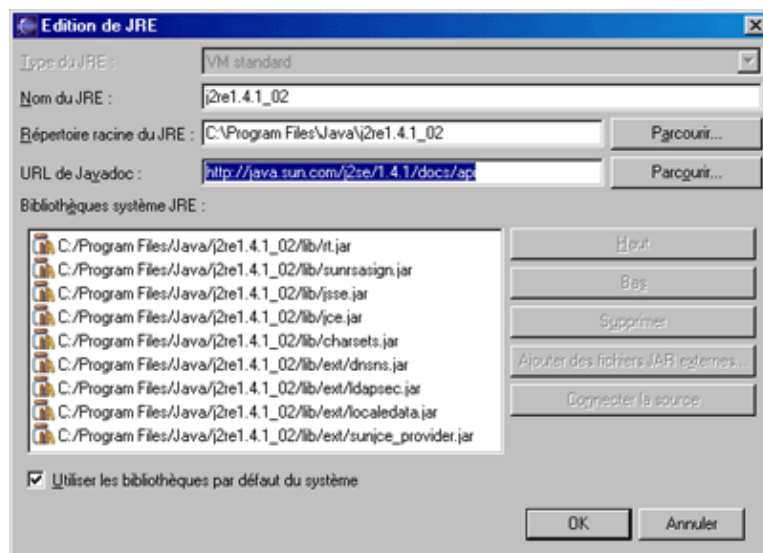 Edition de JRE
Type du JRE : VM standard
Nom du JRE : j2re1.4.1_02
Répertoire racine du JRE : C:\Program Files\Java\j2re1.4.1_02 Parcourir...
URL de Javadoc : http://java.sun.com/j2se/1.4.1/docs/api Parcourir...
Bibliothèques système JRE :
C:/Program Files/Java/j2re1.4.1_02/lib/rt.jar Haut
C:/Program Files/Java/j2re1.4.1_02/lib/sunrsasign.jar
C:/Program Files/Java/j2re1.4.1_02/lib/jsse.jar Bas
C:/Program Files/Java/j2re1.4.1_02/lib/jce.jar Supprimer
C:/Program Files/Java/j2re1.4.1_02/lib/charsets.jar
C:/Program Files/Java/j2re1.4.1_02/lib/ext/dnsns.jar Ajouter des fichiers JAR externes...
C:/Program Files/Java/j2re1.4.1_02/lib/ext/ldapsec.jar Connecter la source
C:/Program Files/Java/j2re1.4.1_02/lib/ext/localedata.jar
C:/Program Files/Java/j2re1.4.1_02/lib/ext/sunjce_provider.jar
Utiliser les bibliothèques par défaut du système
OK Annuler